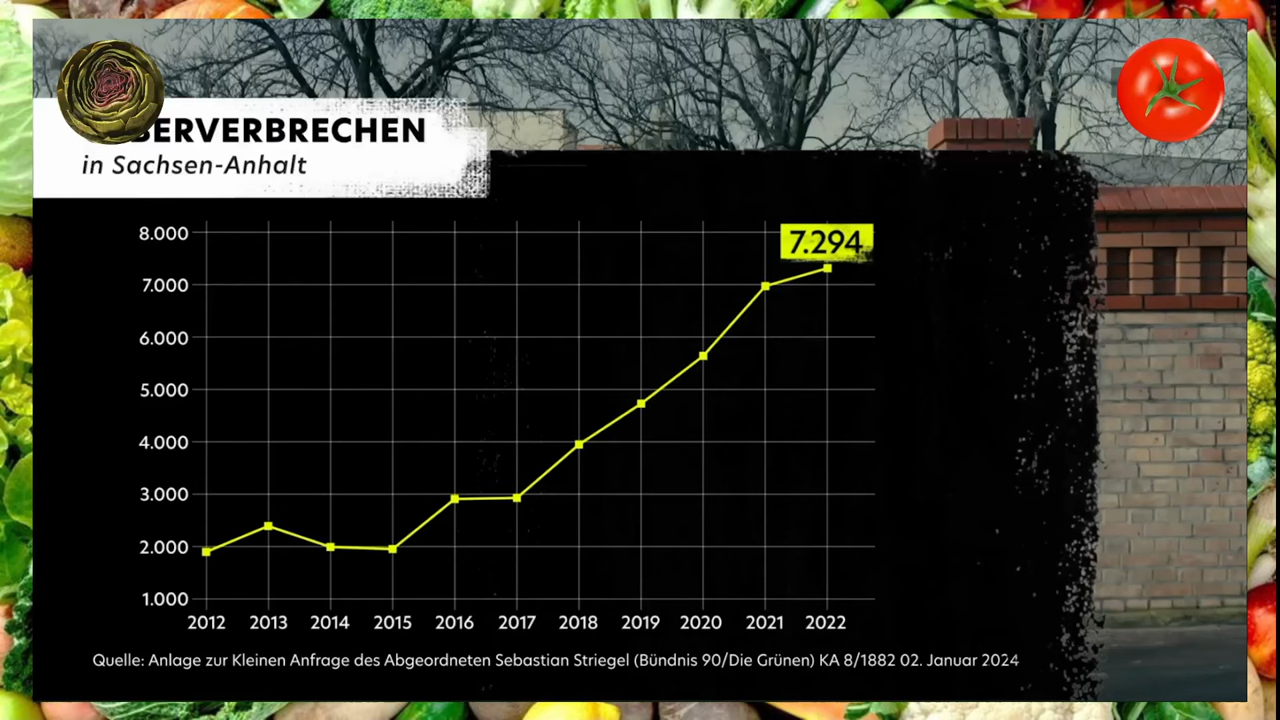 BERVERBRECHEN
in Sachsen-Anhalt
7.294
8.000
7.000
6.000
5.000
4.000
3.000
2.000
1.000
2012 2013 2014 2015 2016 2017 2018 2019 2020 2021 2022
Quelle: Anlage zur Kleinen Anfrage des Abgeordneten Sebastian Striegel (Bündnis 90/Die Grünen) KA 8/1882 02. Januar 2024